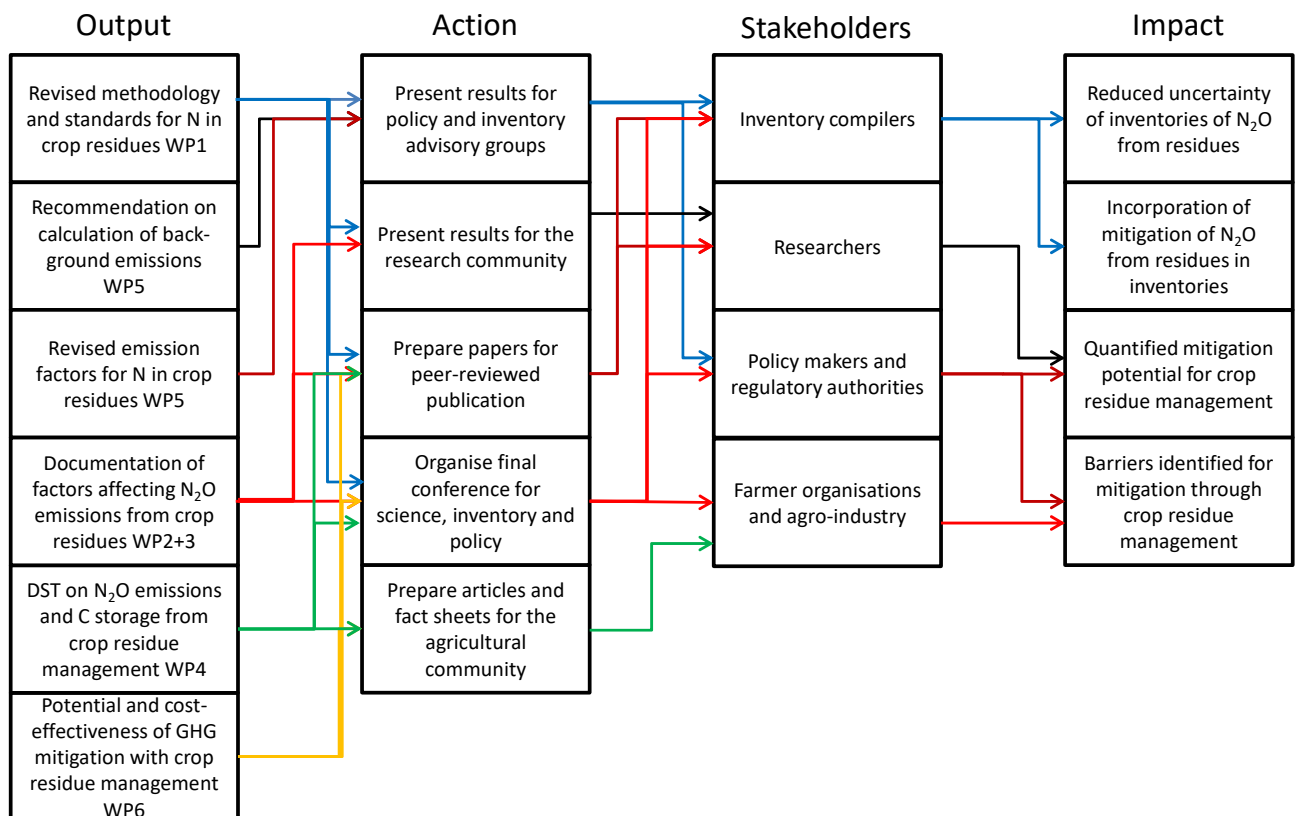 Output
Revised methodology
and standards for N in
crop residues WP1
Recommendation on
calculation of back-
ground emissions
WP5
Revised emission
factors for N in crop
residues WP5
Documentation of
factors affecting N₂O
emissions from crop
residues WP2+3
DST on N₂O emissions
and C storage from
crop residue
management WP4
Potential and cost-
effectiveness of GHG
mitigation with crop
residue management
WP6
Action
Present results for
policy and inventory
advisory groups
Present results for the
research community
Prepare papers for
peer-reviewed
publication
Organise final
conference for
science, inventory and
policy
Prepare articles and
fact sheets for the
agricultural
community
Stakeholders
Inventory compilers
Researchers
Policy makers and
regulatory authorities
Farmer organisations
and agro-industry
Impact
Reduced uncertainty
of inventories of N₂O
from residues
Incorporation of
mitigation of N₂O
from residues in
inventories
Quantified mitigation
potential for crop
residue management
Barriers identified for
mitigation through
crop residue
management